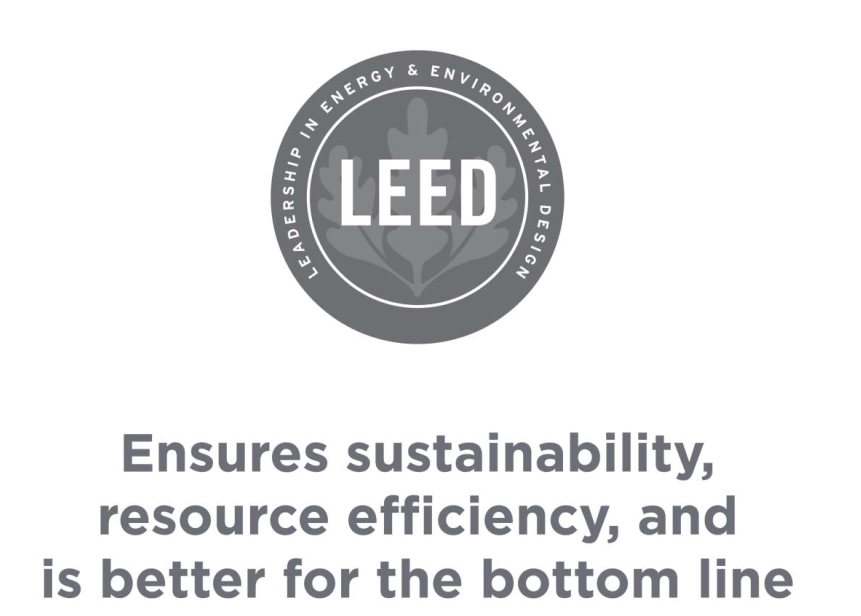 LEADERSHIP IN ENERGY & ENVIRONMENTAL DESIGN
LEED
Ensures sustainability,
resource efficiency, and
is better for the bottom line